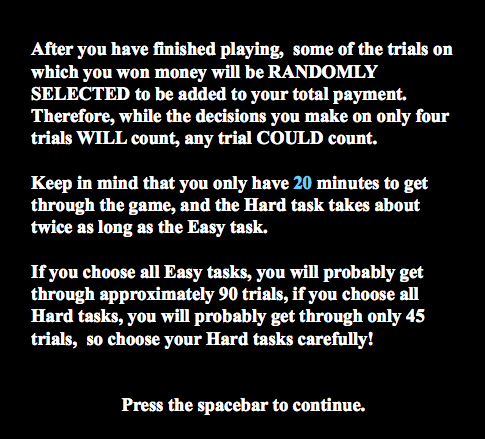 After you have finished playing,  some of the trials on
which you won money will be RANDOMLY
SELECTED to be added to your total payment.
Therefore, while the decisions you make on only four
trials WILL count, any trial COULD count.
Keep in mind that you only have 20 minutes to get
through the game, and the Hard task takes about
twice as long as the Easy task.
If you choose all Easy tasks, you will probably get
through approximately 90 trials, if you choose all
Hard tasks, you will probably get through only 45
trials,  so choose your Hard tasks carefully!
Press the spacebar to continue.